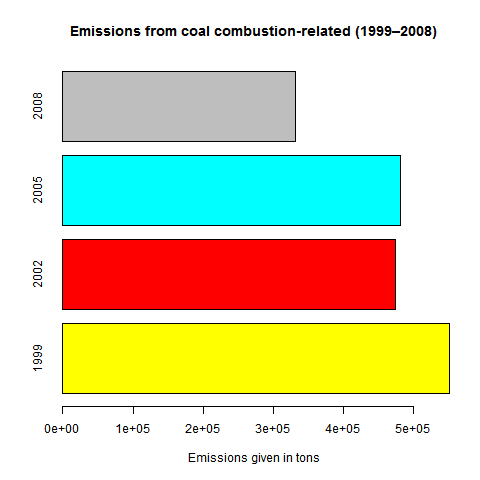 Emissions from coal combustion-related (1999–2008)
2008
2005
2002
1999
0e+00 1e+05 2e+05 3e+05 4e+05 5e+05
Emissions given in tons